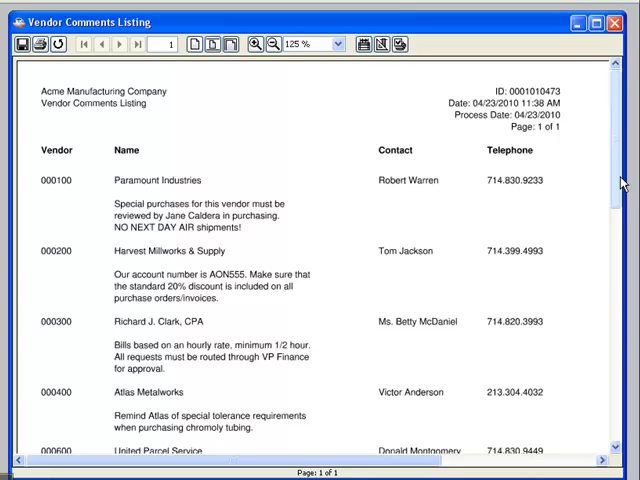 Vendor Comments Listing
1
125 %
Acme Manufacturing Company
Vendor Comments Listing
ID: 0001010473
Date: 04/23/2010 11:38 AM
Process Date: 04/23/2010
Page: 1 of 1
Vendor Name Contact Telephone
000100 Paramount Industries Robert Warren 714.830.9233
Special purchases for this vendor must be
reviewed by Jane Caldera in purchasing.
NO NEXT DAY AIR shipments!
000200 Harvest Millworks & Supply Tom Jackson 714.399.4993
Our account number is AON555. Make sure that
the standard 20% discount is included on all
purchase orders/invoices.
000300 Richard J. Clark, CPA Ms. Betty McDaniel 714.820.3993
Bills based on an hourly rate, minimum 1/2 hour.
All requests must be routed through VP Finance
for approval.
000400 Atlas Metalworks Victor Anderson 213.304.4032
Remind Atlas of special tolerance requirements
when purchasing chromoly tubing.
000600 United Parcel Service Donald Montgomery 714.830.9449
Page: 1 of 1